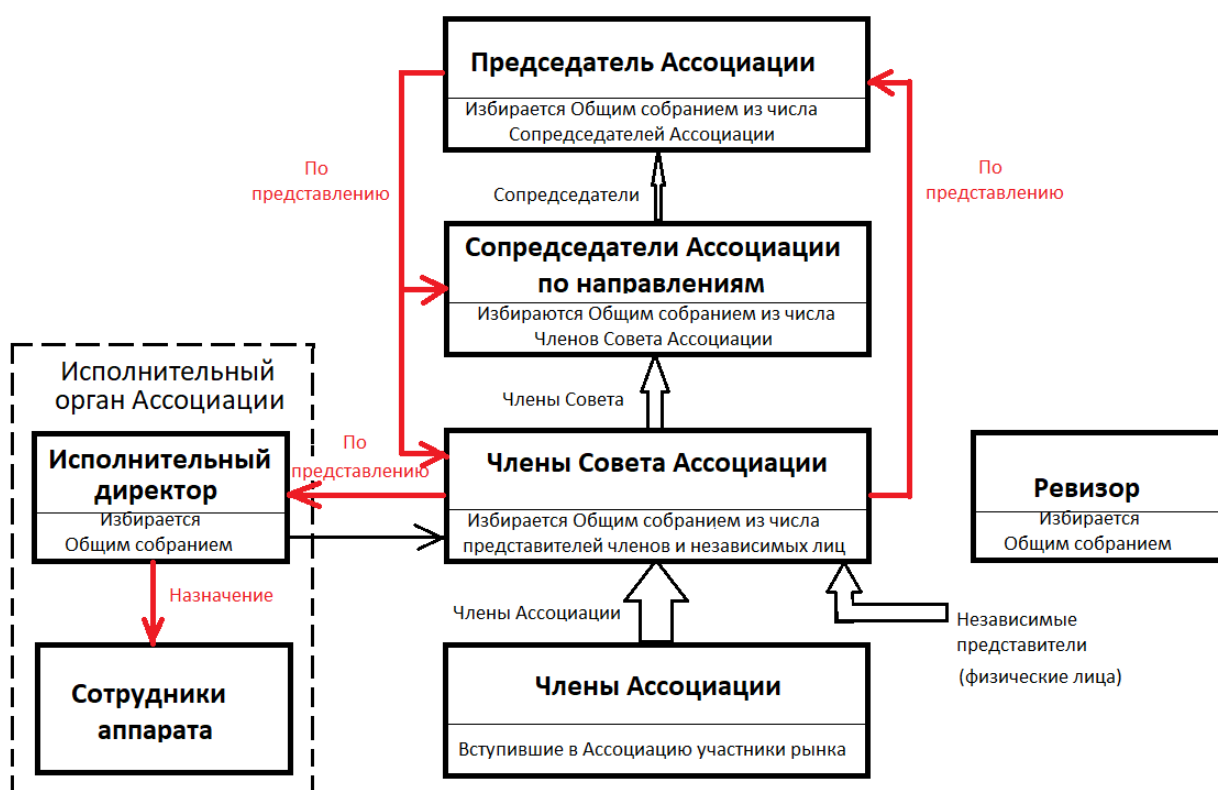 Председатель Ассоциации
Избирается Общим собранием из числа
Сопредседателей Ассоциации
По
представлению
По
представлению
Сопредседатели
Сопредседатели Ассоциации
по направлениям
Избираются Общим собранием из числа
Членов Совета Ассоциации
Исполнительный
орган Ассоциации
Члены Совета
Исполнительный
директор
Избирается
Общим собранием
По
представлению
Члены Совета Ассоциации
Избирается Общим собранием из числа
представителей членов и независимых лиц
Ревизор
Избирается
Общим собранием
Назначение
Члены Ассоциации
Независимые
представители
(физические лица)
Сотрудники
аппарата
Члены Ассоциации
Вступившие в Ассоциацию участники рынка